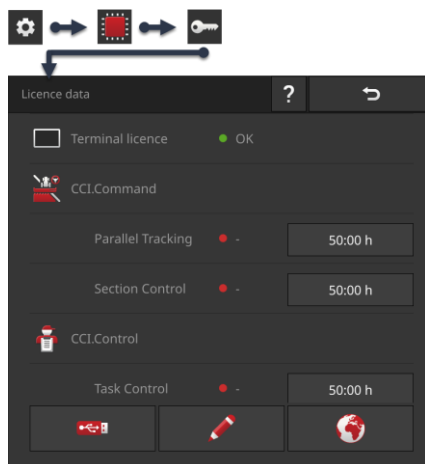 Licence data ?
Terminal licence OK
CCI.Command
Parallel Tracking - 50:00 h
Section Control - 50:00 h
CCI.Control
Task Control - 50:00 h